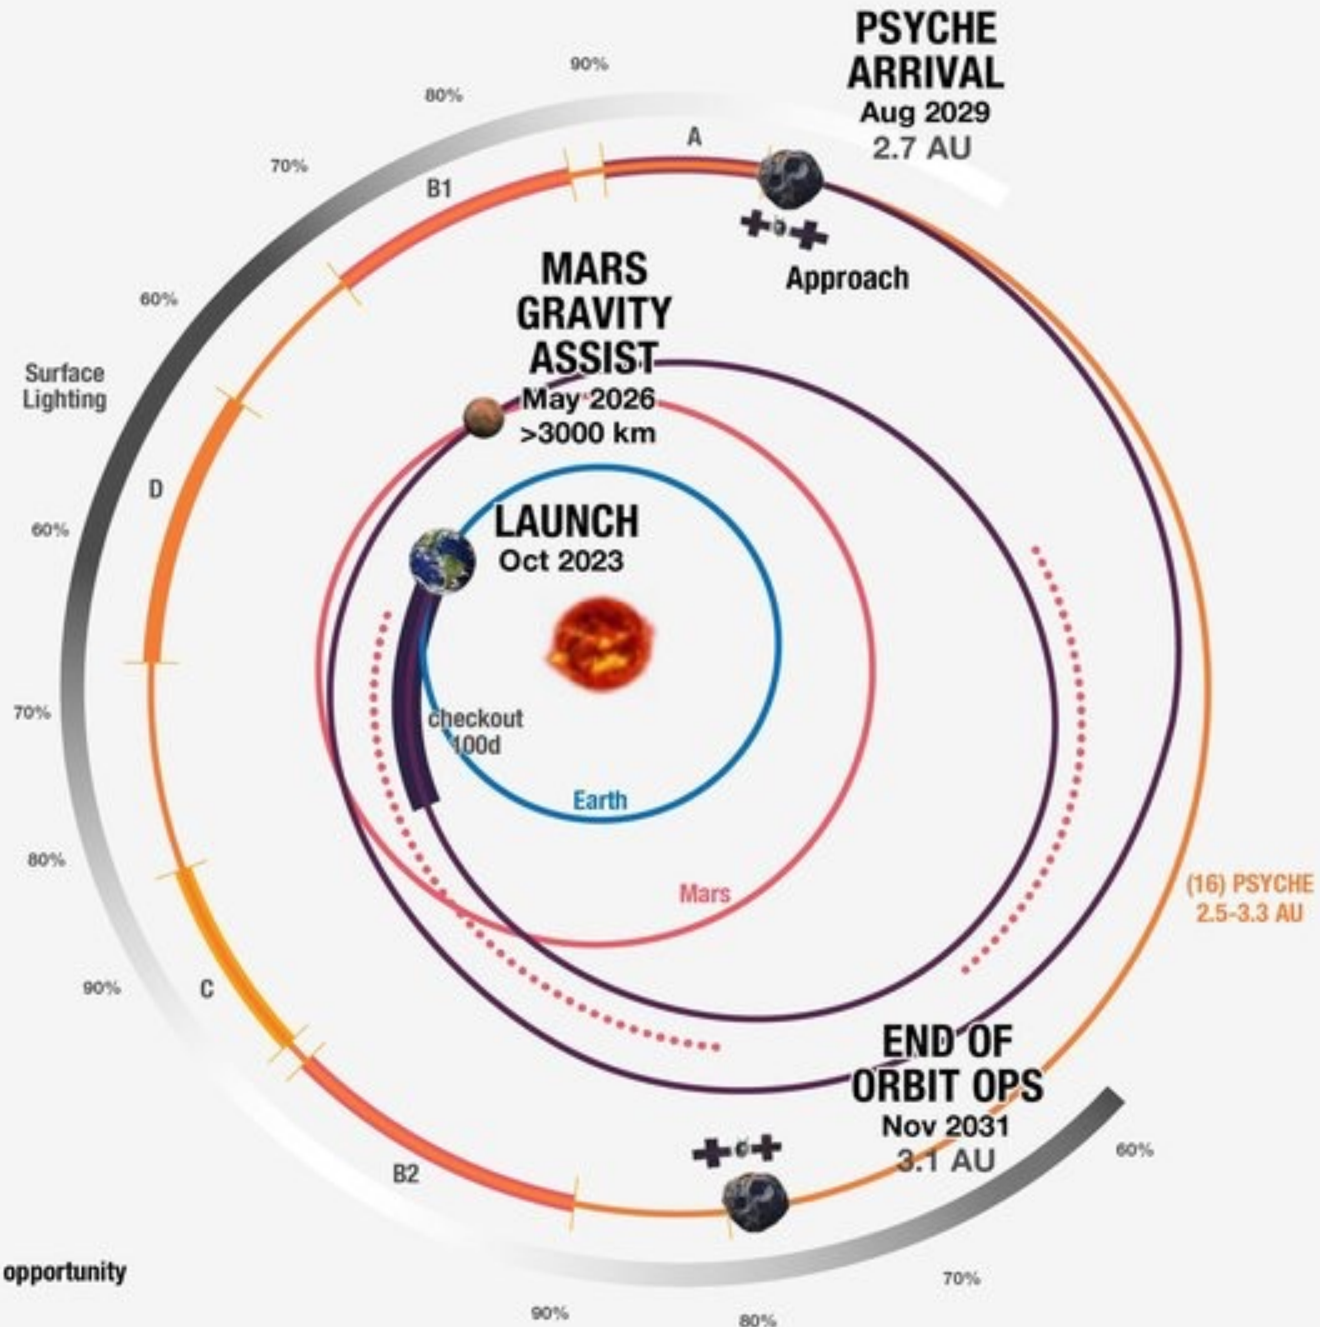 PSYCHE
ARRIVAL
Aug 2029
2.7 AU
90%
80%
A
70%
B1
Approach
MARS
GRAVITY
ASSIST
May 2026
>3000 km
60%
Surface
Lighting
D
LAUNCH
Oct 2023
60%
70%
checkout
100d
Earth
80%
Mars
(16) PSYCHE
2.5-3.3 AU
90%
C
END OF
ORBIT OPS
Nov 2031
3.1 AU
60%
B2
opportunity
70%
90%
80%